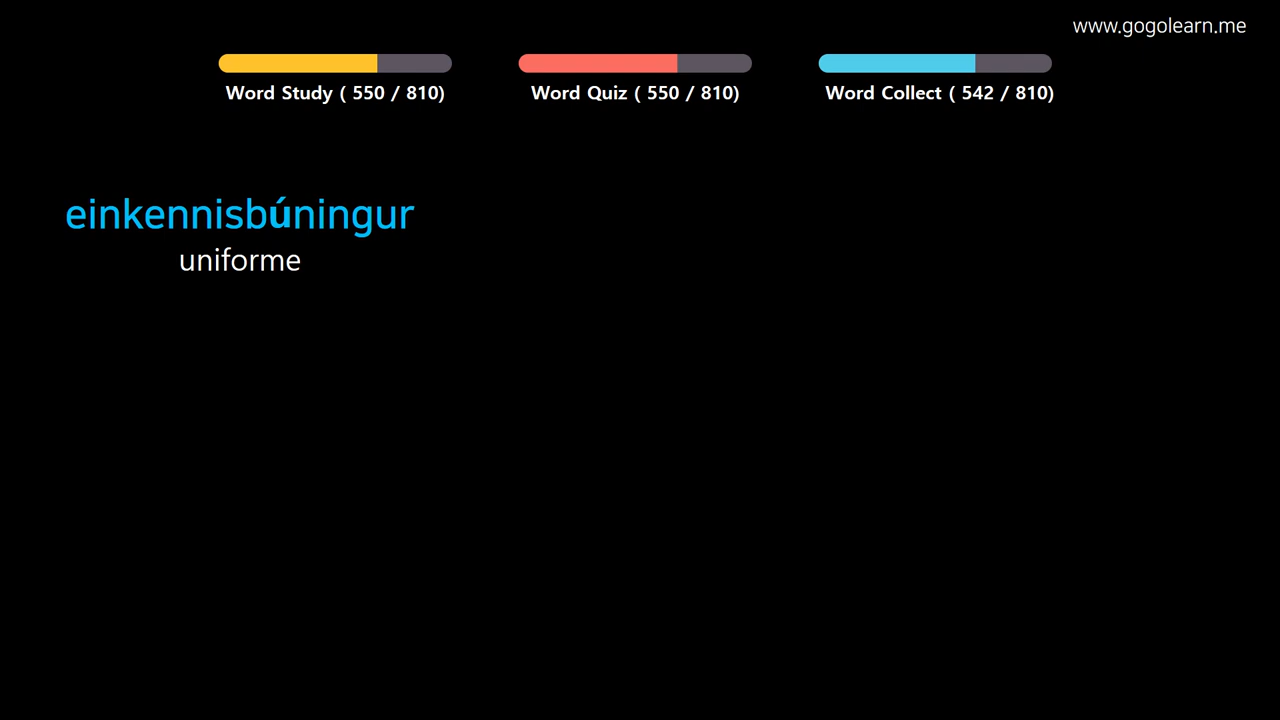 www.gogolearn.me
Word Study ( 550 / 810)
Word Quiz ( 550 / 810)
Word Collect ( 542 / 810)
einkennisbúningur
uniforme